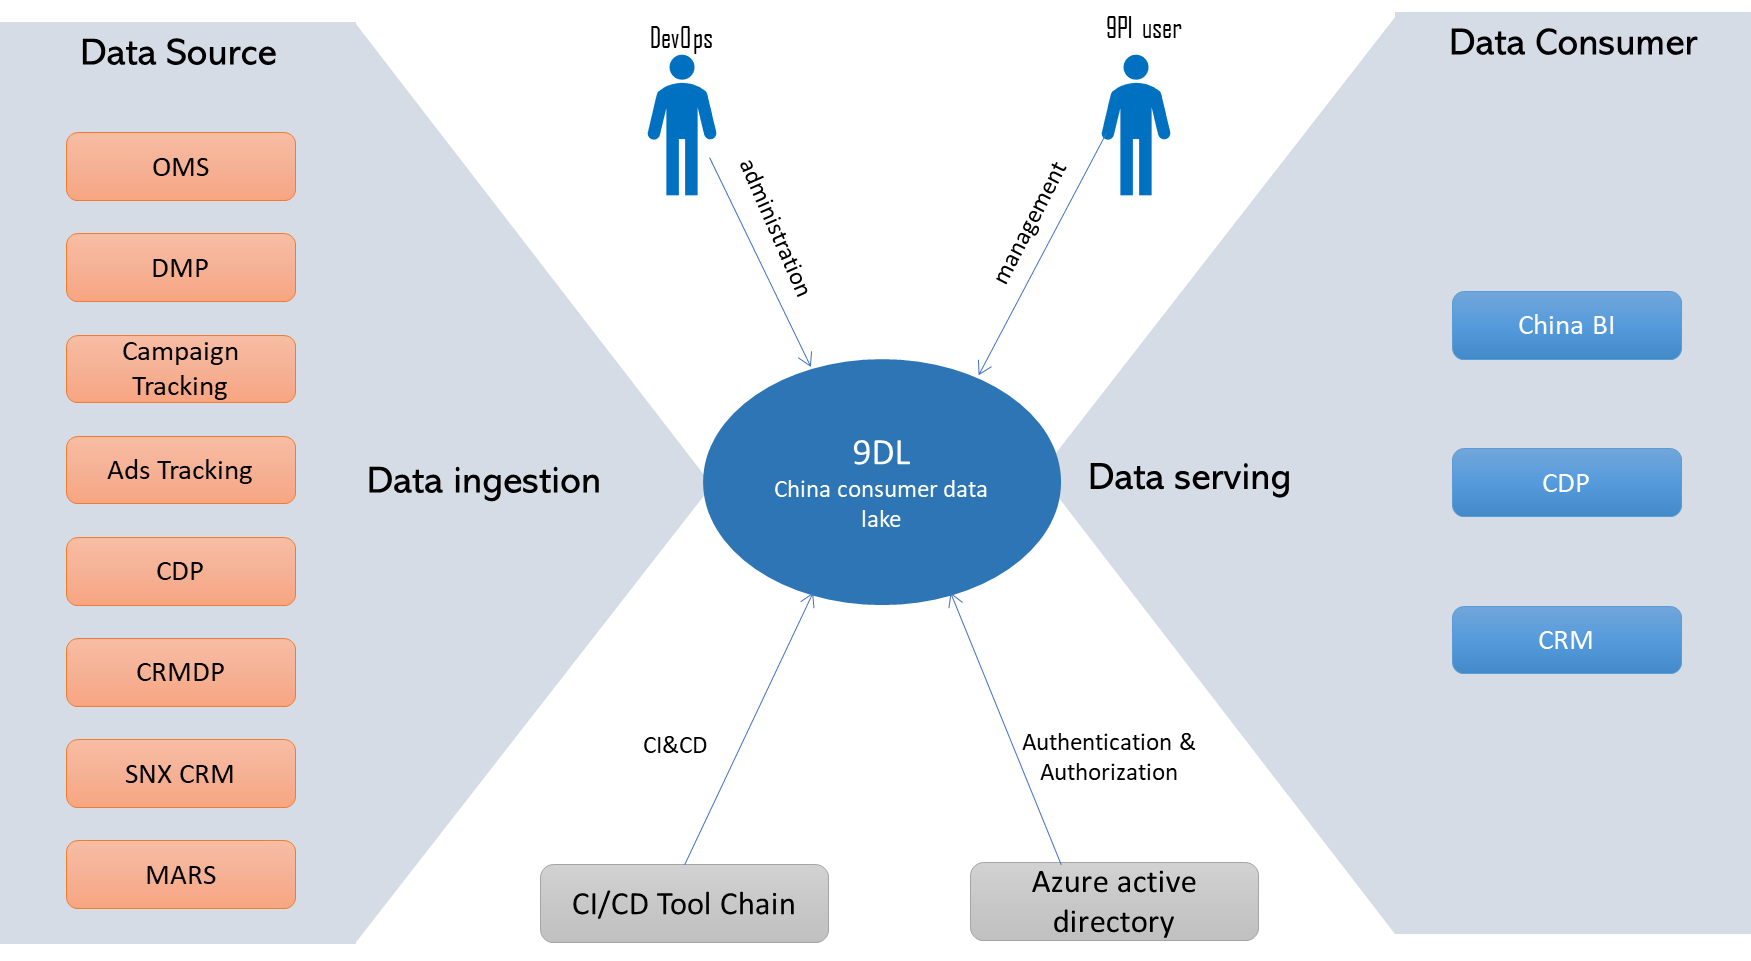 Data Source
OMS
DMP
Campaign
Tracking
Ads Tracking
CDP
CRMDP
SNX CRM
MARS
Data ingestion
DevOps
administration
9PI user
management
9DL
China consumer data
lake
CI&CD
CI/CD Tool Chain
Authentication &
Authorization
Azure active
directory
Data serving
Data Consumer
China BI
CDP
CRM